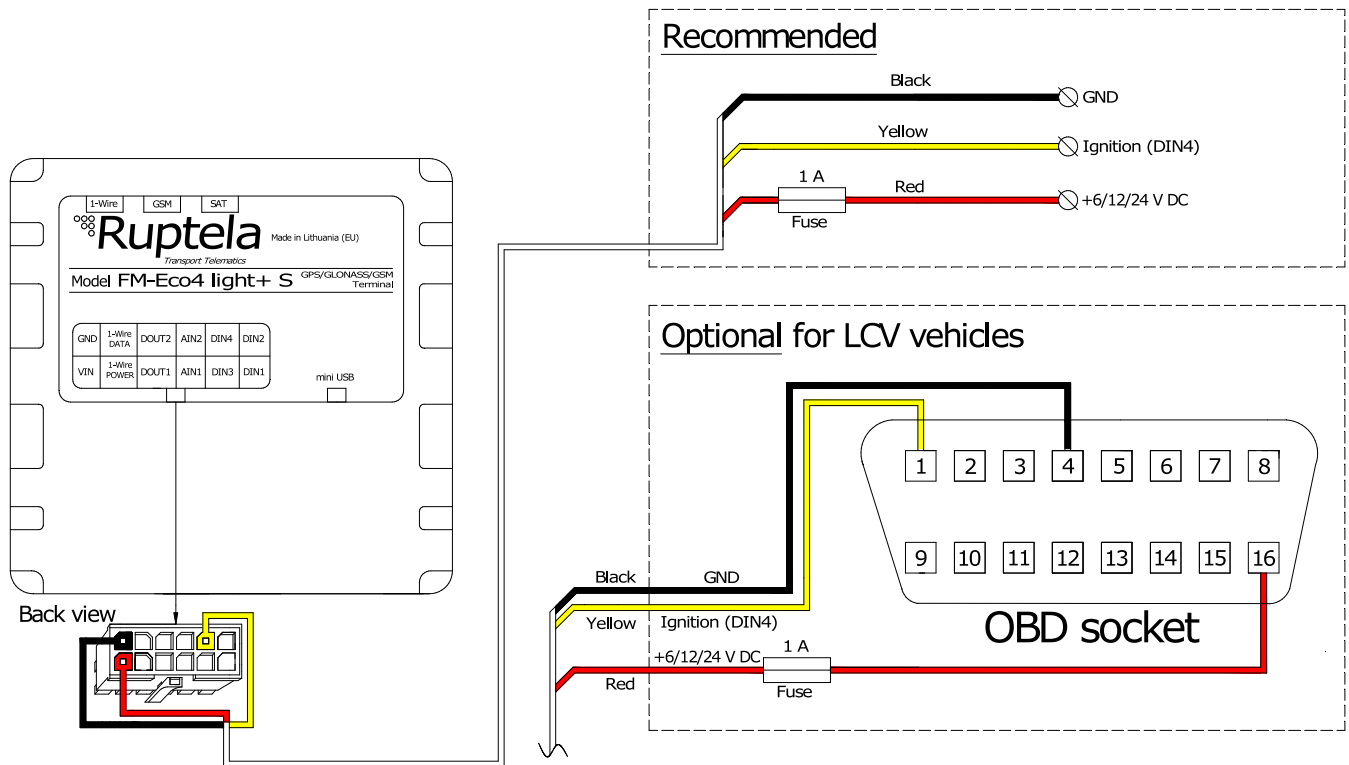 1-Wire GSM SAT
Ruptela Made in Lithuania (EU)
Transport Telematics
Model FM-Eco4 light+ S GPS/GLONASS/GSM
Terminal
GND 1-Wire DATA DOUT2 AIN2 DIN4 DIN2
VIN 1-Wire POWER DOUT1 AIN1 DIN3 DIN1
mini USB
Back view
Recommended
Black
GND
Yellow
Ignition (DIN4)
1 A
Red
+6/12/24 V DC
Fuse
Optional for LCV vehicles
1 2 3 4 5 6 7 8
9 10 11 12 13 14 15 16
OBD socket
Black GND
Yellow Ignition (DIN4)
+6/12/24 V DC 1 A
Red Fuse